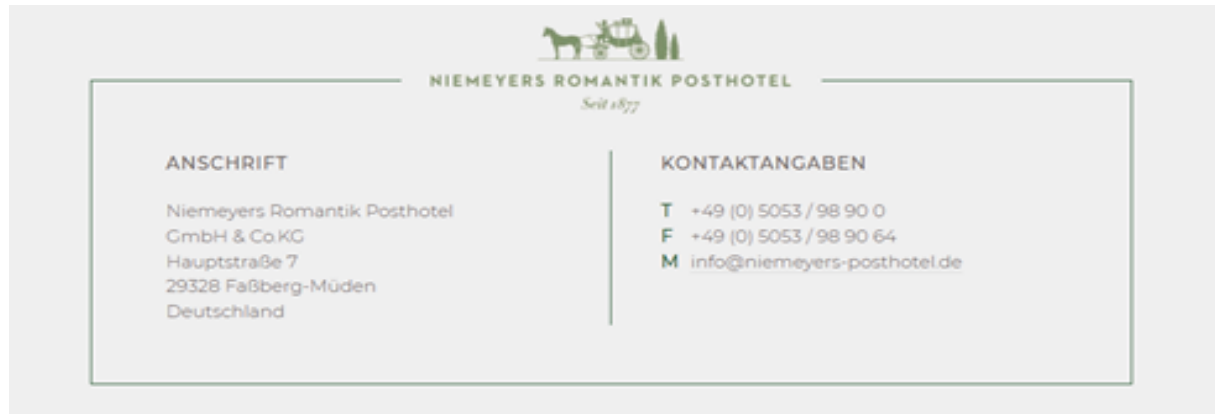 NIEMEYERS ROMANTIK POSTHOTEL
Seit 1877
ANSCHRIFT
Niemeyers Romantik Posthotel
GmbH & Co.KG
Hauptstraße 7
29328 Faßberg-Müden
Deutschland
KONTAKTANGABEN
T +49 (0) 5053 / 98 90 0
F +49 (0) 5053 / 98 90 64
M info@niemeyers-posthotel.de